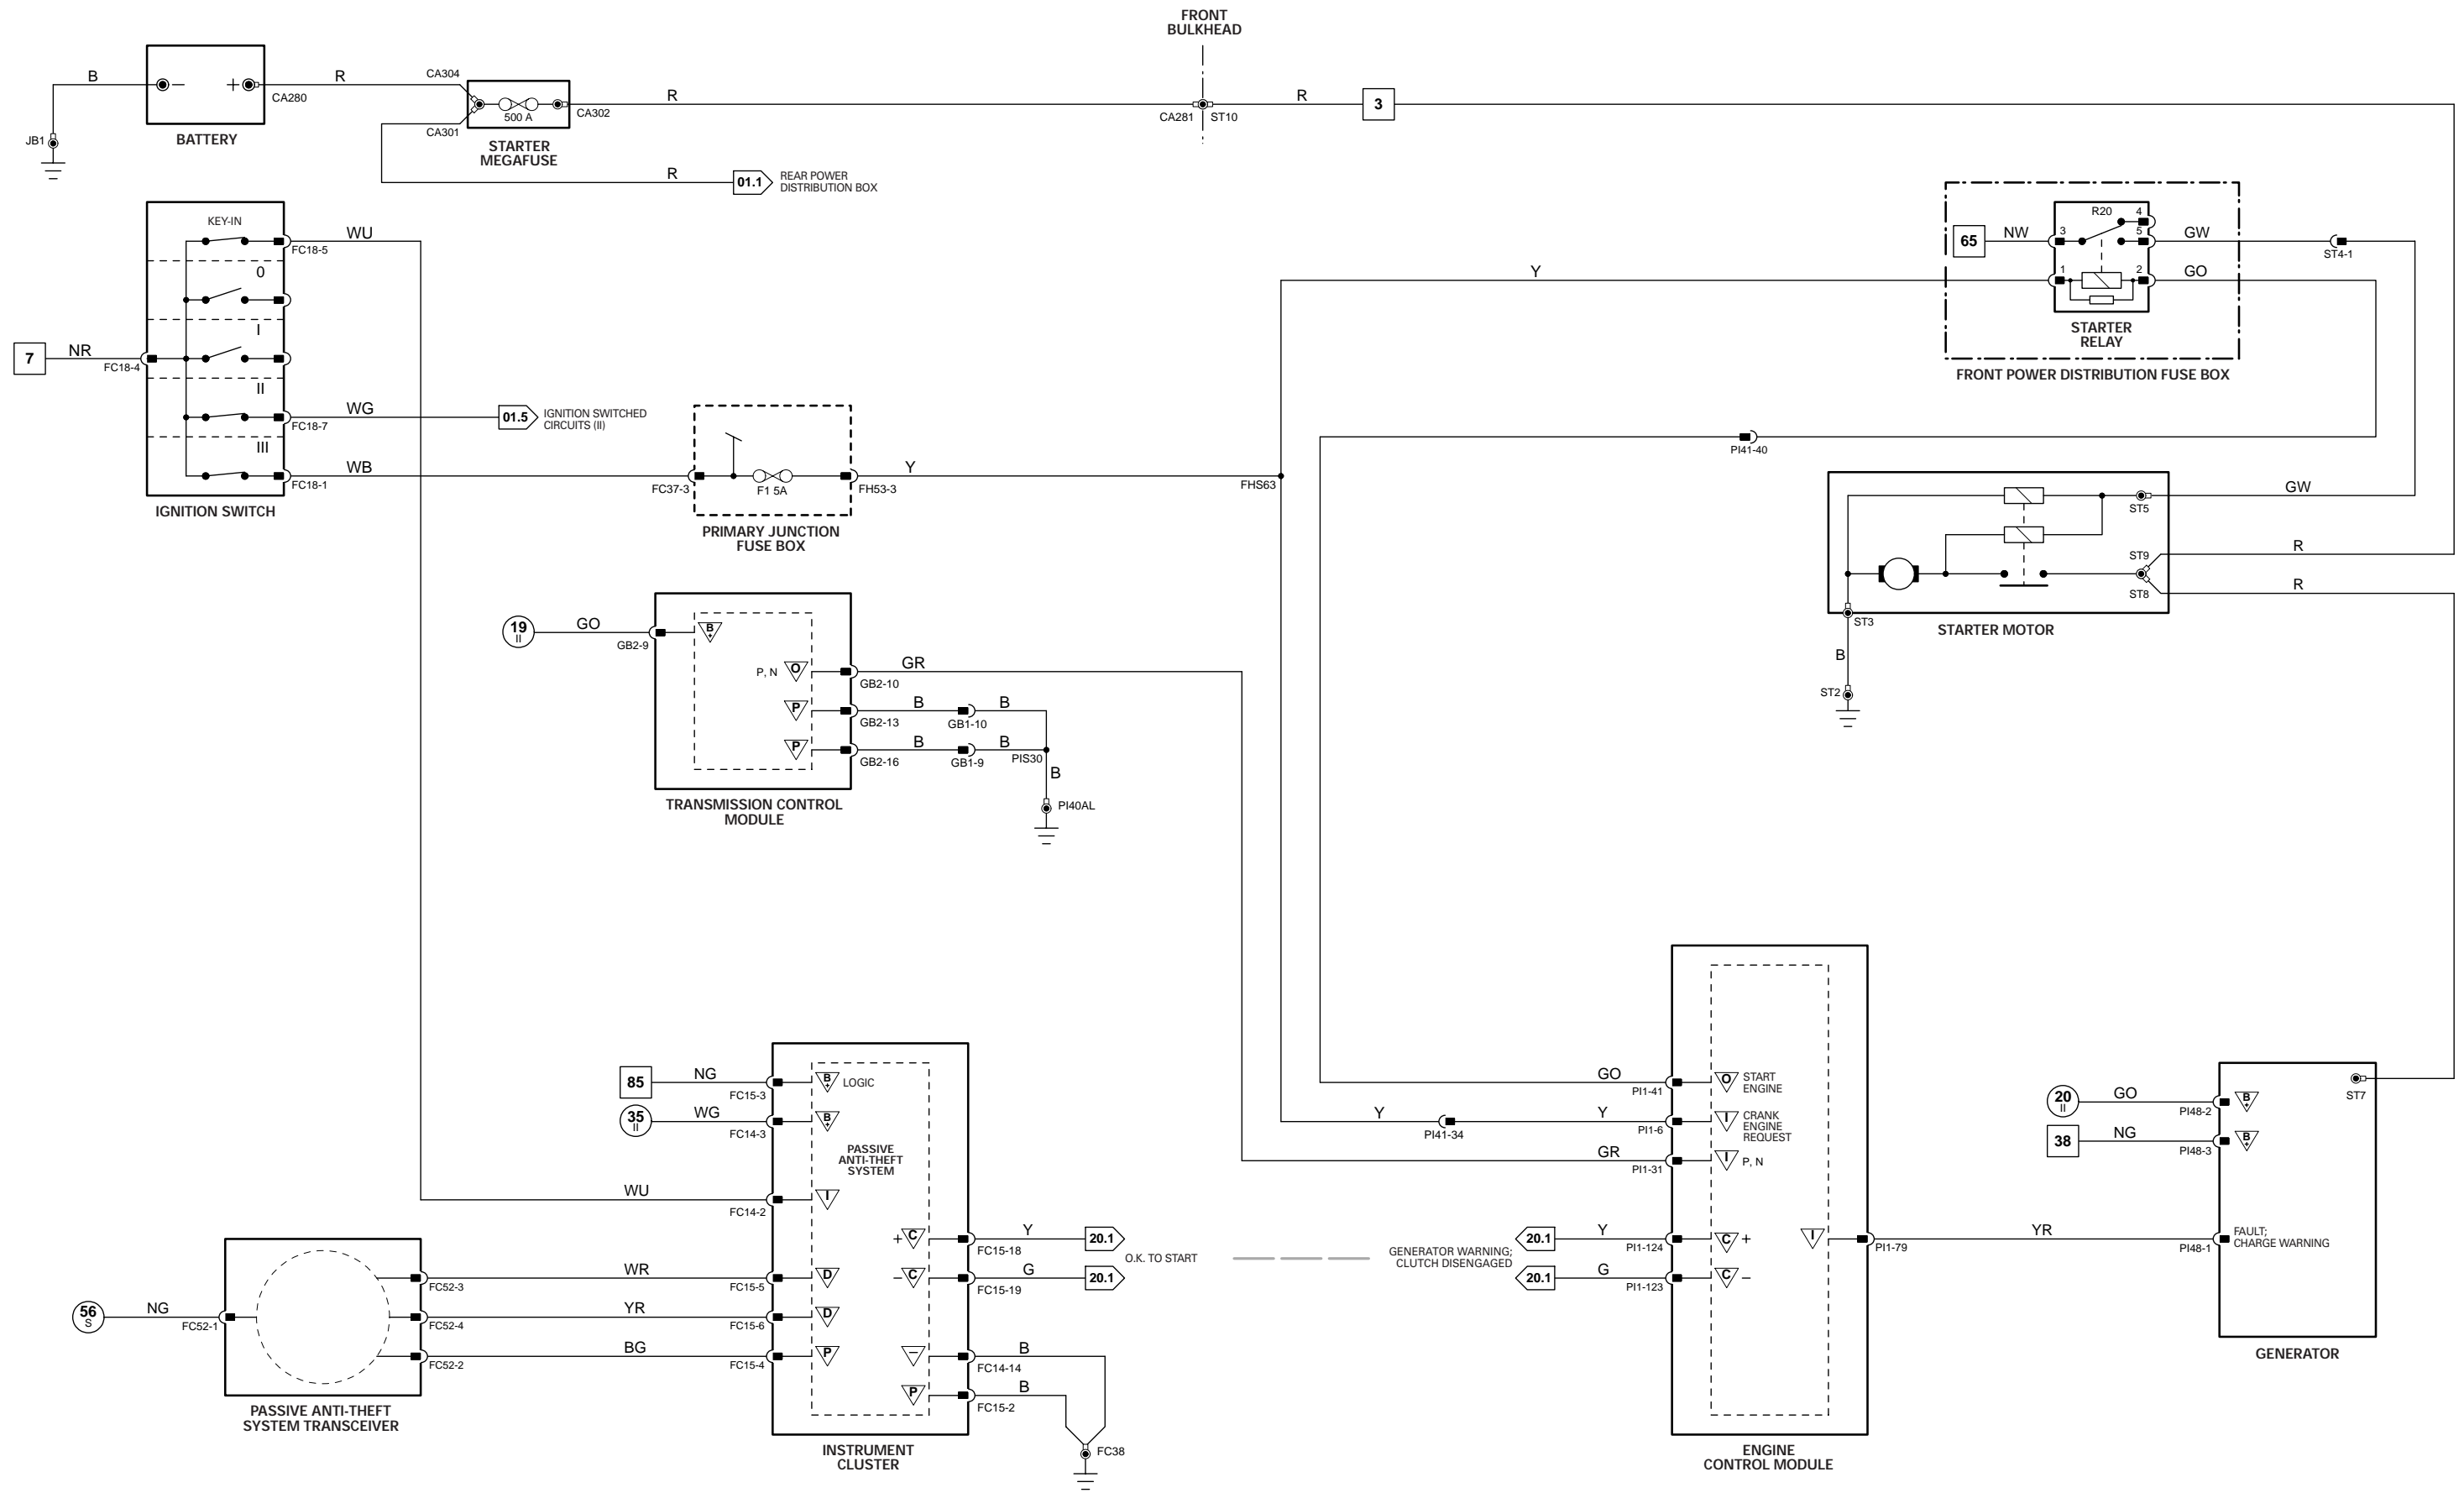 FRONT
BULKHEAD
B
R
CA304
CA280
R
CA302
500 A
CA301
JB1
BATTERY
STARTER
MEGAFUSE
CA281
ST10
R
3
R
01.1
REAR POWER
DISTRIBUTION BOX
KEY-IN
WU
FC18-5
0
I
7
NR
FC18-4
II
WG
FC18-7
01.5
IGNITION SWITCHED
CIRCUITS (II)
III
WB
FC18-1
IGNITION SWITCH
FC37-3
F1 5A
FH53-3
Y
FHS63
PRIMARY JUNCTION
FUSE BOX
Y
R20
4
65
NW
3
5
GW
ST4-1
1
2
GO
STARTER
RELAY
FRONT POWER DISTRIBUTION FUSE BOX
PI41-40
GW
ST5
R
ST9
R
ST8
ST3
STARTER MOTOR
B
ST2
19
II
GO
GB2-9
B
+
P, N
O
GR
GB2-10
P
B
B
GB2-13
GB1-10
P
B
B
GB2-16
GB1-9
PIS30
B
PI40AL
TRANSMISSION CONTROL
MODULE
85
NG
FC15-3
B
+
LOGIC
35
II
WG
FC14-3
B
+
PASSIVE
ANTI-THEFT
SYSTEM
WU
FC14-2
I
+
C
FC15-18
Y
20.1
O.K. TO START
–
C
FC15-19
G
20.1
WR
FC52-3
FC15-5
D
56
S
NG
FC52-1
YR
FC52-4
FC15-6
D
BG
FC52-2
FC15-4
P
–
B
FC14-14
P
B
FC15-2
FC38
PASSIVE ANTI-THEFT
SYSTEM TRANSCEIVER
INSTRUMENT
CLUSTER
GO
PI1-41
O
START
ENGINE
Y
PI41-34
Y
PI1-6
I
CRANK
ENGINE
REQUEST
GR
PI1-31
I
P, N
GENERATOR WARNING;
CLUTCH DISENGAGED
20.1
Y
PI1-124
C
+
20.1
G
PI1-123
C
–
I
PI1-79
YR
PI48-1
FAULT;
CHARGE WARNING
ENGINE
CONTROL MODULE
ST7
20
II
GO
PI48-2
B
+
38
NG
PI48-3
B
+
GENERATOR